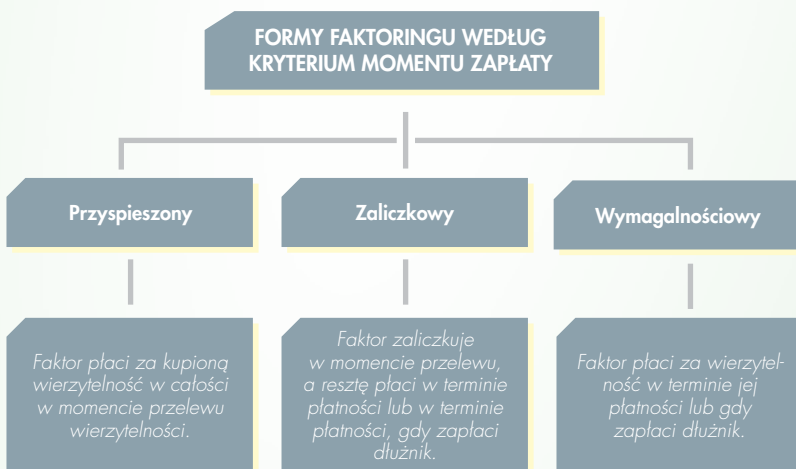 FORMY FAKTORINGU WEDŁUG
KRYTERIUM MOMENTU ZAPŁATY
Przyspieszony
Zaliczkowy
Wymagalnościowy
Faktor płaci za kupioną
wierzytelność w całości
w momencie przelewu
wierzytelności.
Faktor zaliczkuje
w momencie przelewu,
a resztę płaci w terminie
płatności lub w terminie
płatności, gdy zapłaci
dłużnik.
Faktor płaci za wierzytel-
ność w terminie jej
płatności lub gdy
zapłaci dłużnik.